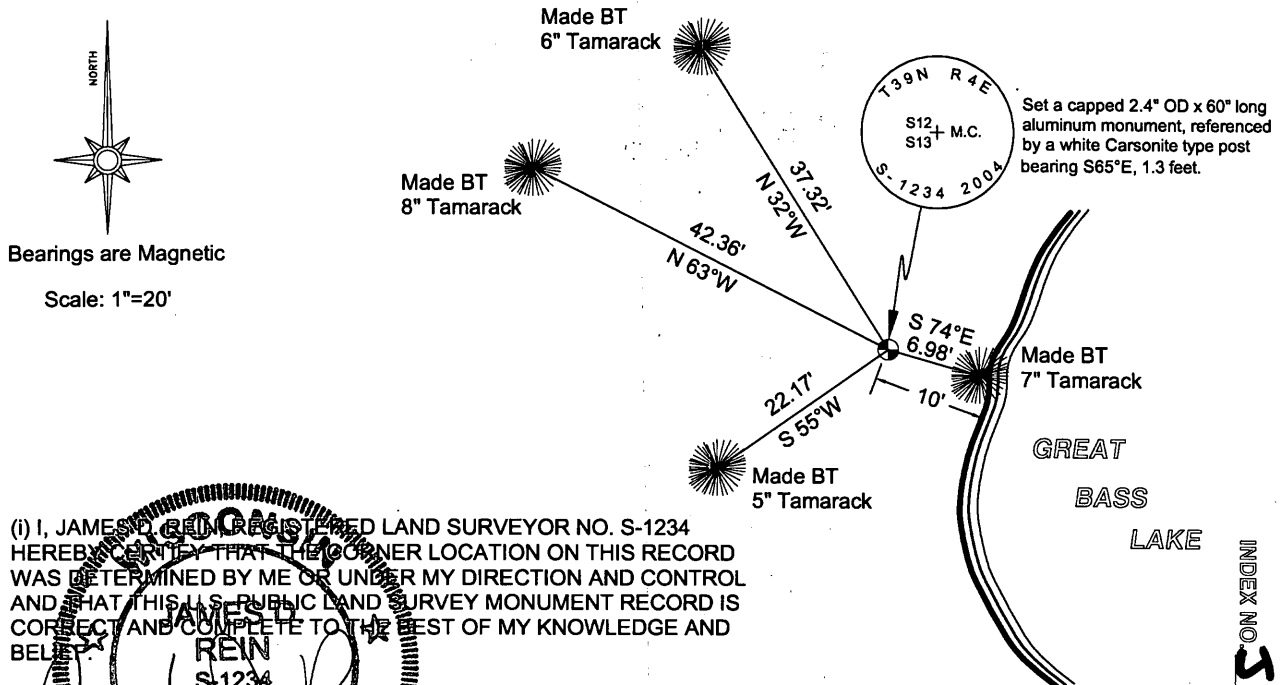 NORTH
Bearings are Magnetic
Scale: 1"=20'
Made BT
6" Tamarack
Made BT
8" Tamarack
37.32'
N 32°W
42.36'
N 63°W
T39N R4E
S12
S13
M.C.
S-1234 2004
Set a capped 2.4" OD x 60" long
aluminum monument, referenced
by a white Carsonite type post
bearing S65°E, 1.3 feet.
S 74°E
6.98'
10'
Made BT
7" Tamarack
22.17'
S 55°W
Made BT
5" Tamarack
GREAT
BASS
LAKE
INDEX NO.
(i) I, JAMES D. REIN, REGISTERED LAND SURVEYOR NO. S-1234
HEREBY CERTIFY THAT THE CORNER LOCATION ON THIS RECORD
WAS DETERMINED BY ME OR UNDER MY DIRECTION AND CONTROL
AND THAT THIS U.S. PUBLIC LAND SURVEY MONUMENT RECORD IS
CORRECT AND COMPLETE TO THE BEST OF MY KNOWLEDGE AND
BELIEF.
WISCONSIN
JAMES D.
REIN
S-1234